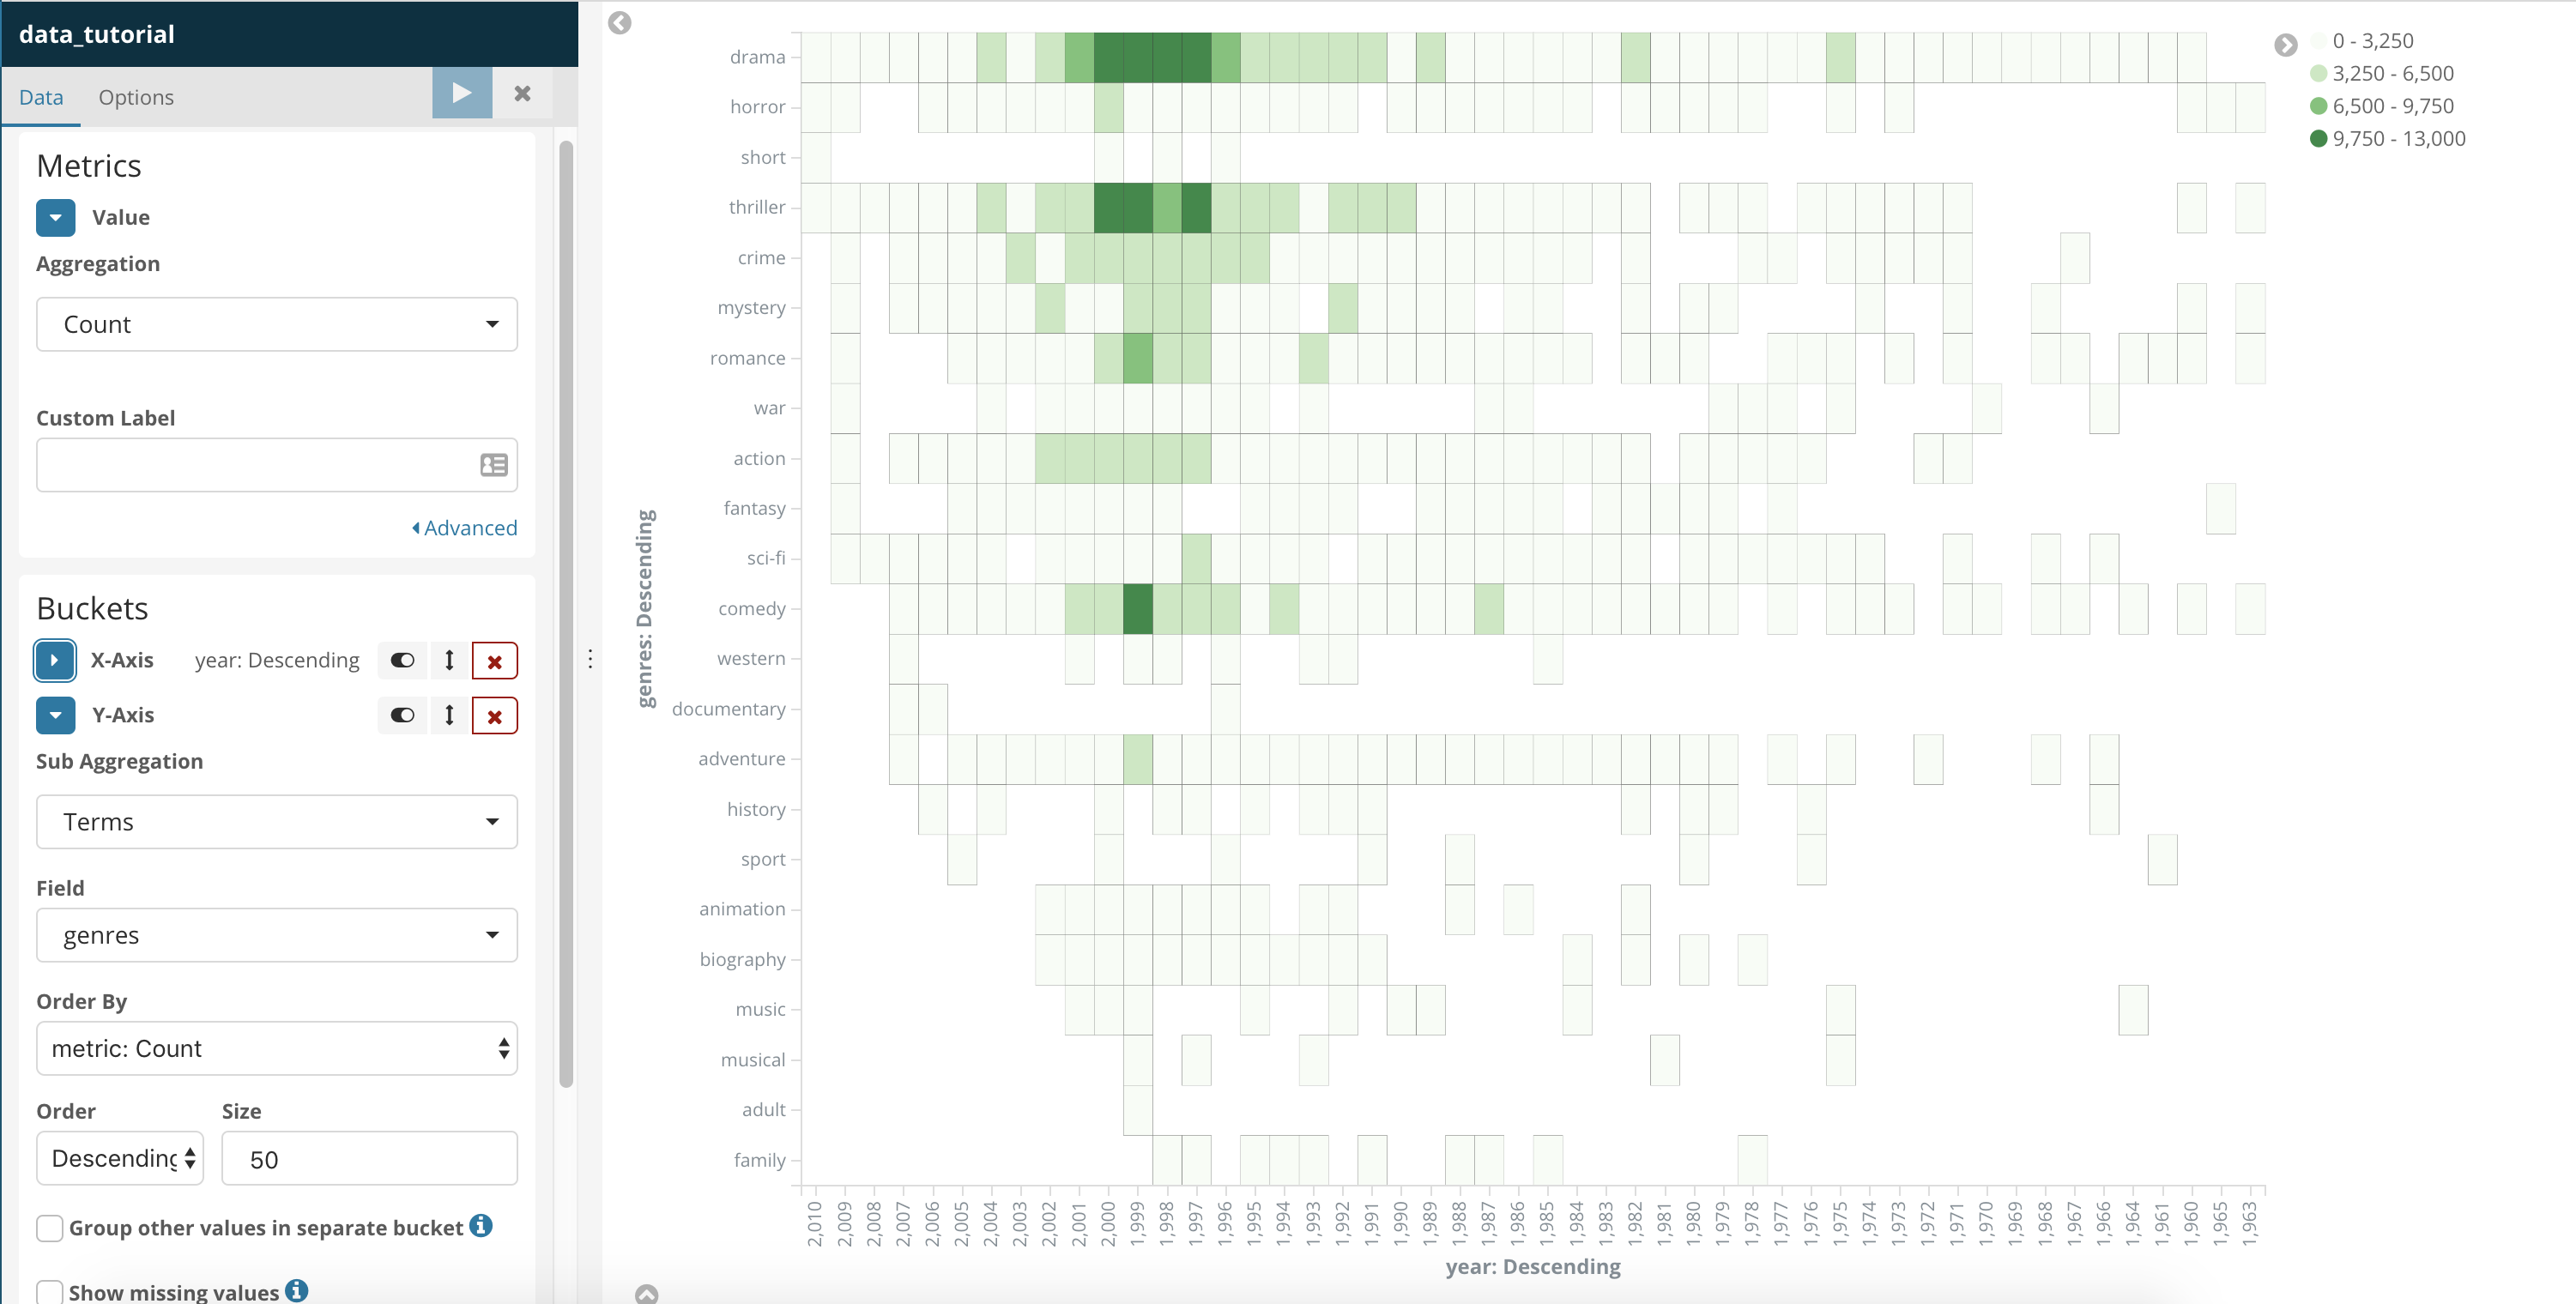 data_tutorial
Data Options
Metrics
Value
Aggregation
Count
Custom Label
Advanced
Buckets
X-Axis year: Descending
Y-Axis
Sub Aggregation
Terms
Field
genres
Order By
metric: Count
Order Size
Descending 50
Group other values in separate bucket
Show missing values
genres: Descending
drama
horror
short
thriller
crime
mystery
romance
war
action
fantasy
sci-fi
comedy
western
documentary
adventure
history
sport
animation
biography
music
musical
adult
family
2,010 2,009 2,008 2,007 2,006 2,005 2,004 2,003 2,002 2,001 2,000 1,999 1,998 1,997 1,996 1,995 1,994 1,993 1,992 1,991 1,990 1,989 1,988 1,987 1,986 1,985 1,984 1,983 1,982 1,981 1,980 1,979 1,978 1,977 1,976 1,975 1,974 1,973 1,972 1,971 1,970 1,969 1,968 1,967 1,966 1,964 1,961 1,960 1,965 1,963
year: Descending
0 - 3,250
3,250 - 6,500
6,500 - 9,750
9,750 - 13,000